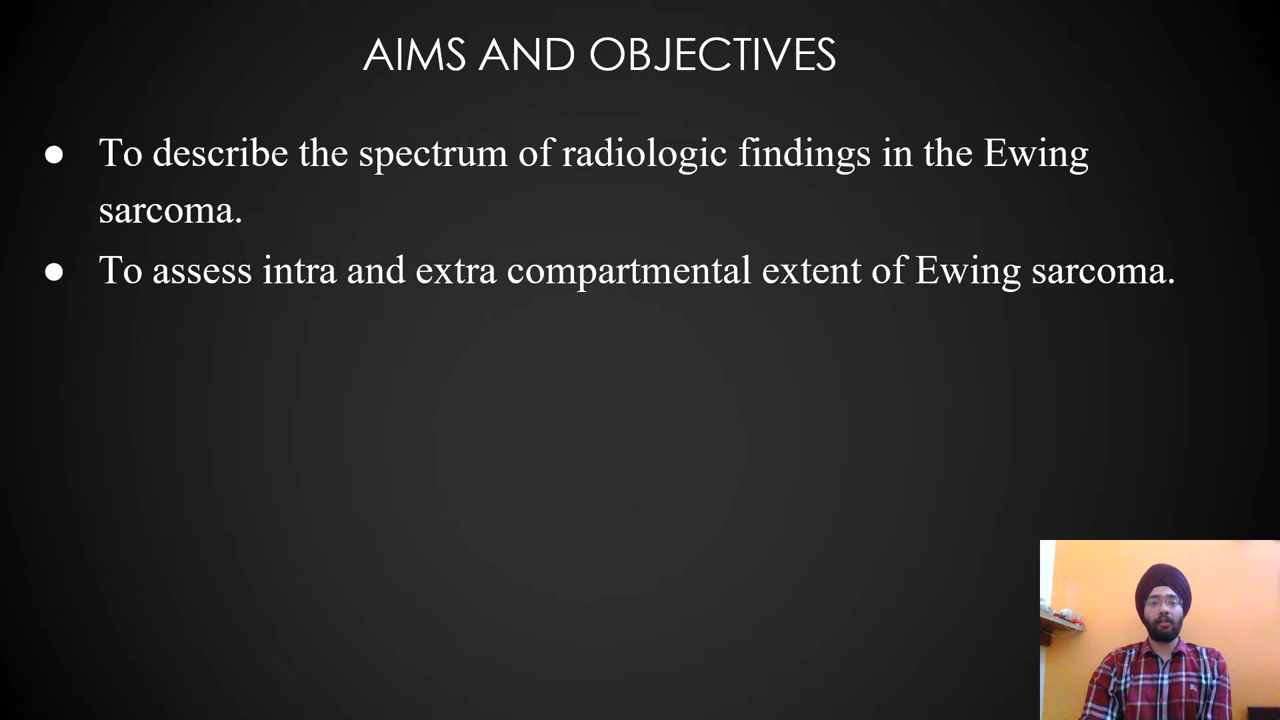 AIMS AND OBJECTIVES
● To describe the spectrum of radiologic findings in the Ewing
sarcoma.
● To assess intra and extra compartmental extent of Ewing sarcoma.